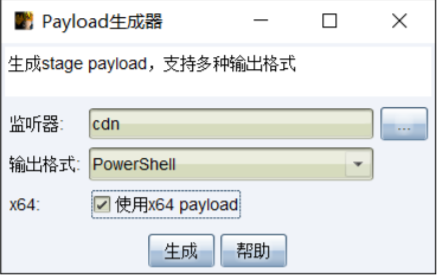 Payload生成器
生成stage payload，支持多种输出格式
监听器: cdn ...
输出格式: PowerShell
x64: 使用x64 payload
生成 帮助